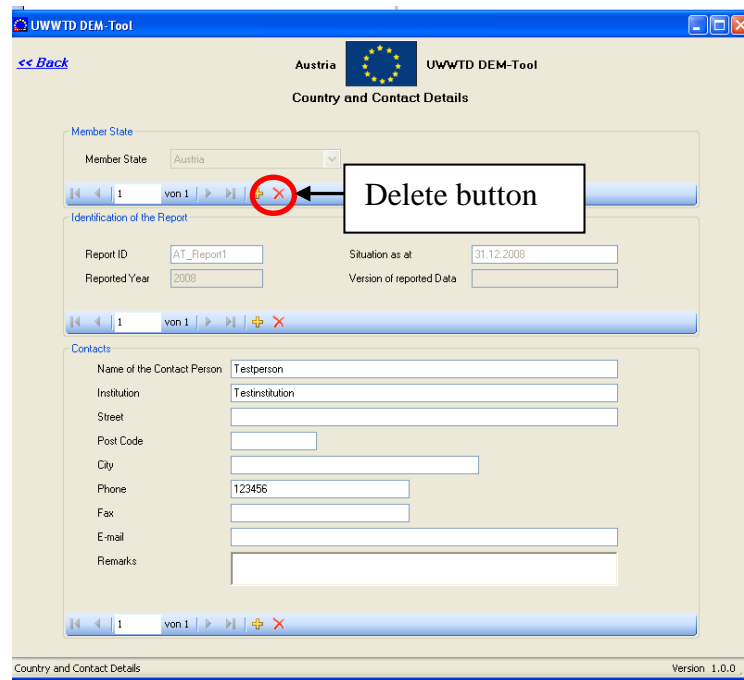 UWWTD DEM-Tool
<< Back
Austria UWWTD DEM-Tool
Country and Contact Details
Member State
Member State Austria
1 von 1
Delete button
Identification of the Report
Report ID AT_Report1 Situation as at 31.12.2008
Reported Year 2008 Version of reported Data
1 von 1
Contacts
Name of the Contact Person Testperson
Institution Testinstitution
Street
Post Code
City
Phone 123456
Fax
E-mail
Remarks
1 von 1
Country and Contact Details Version 1.0.0